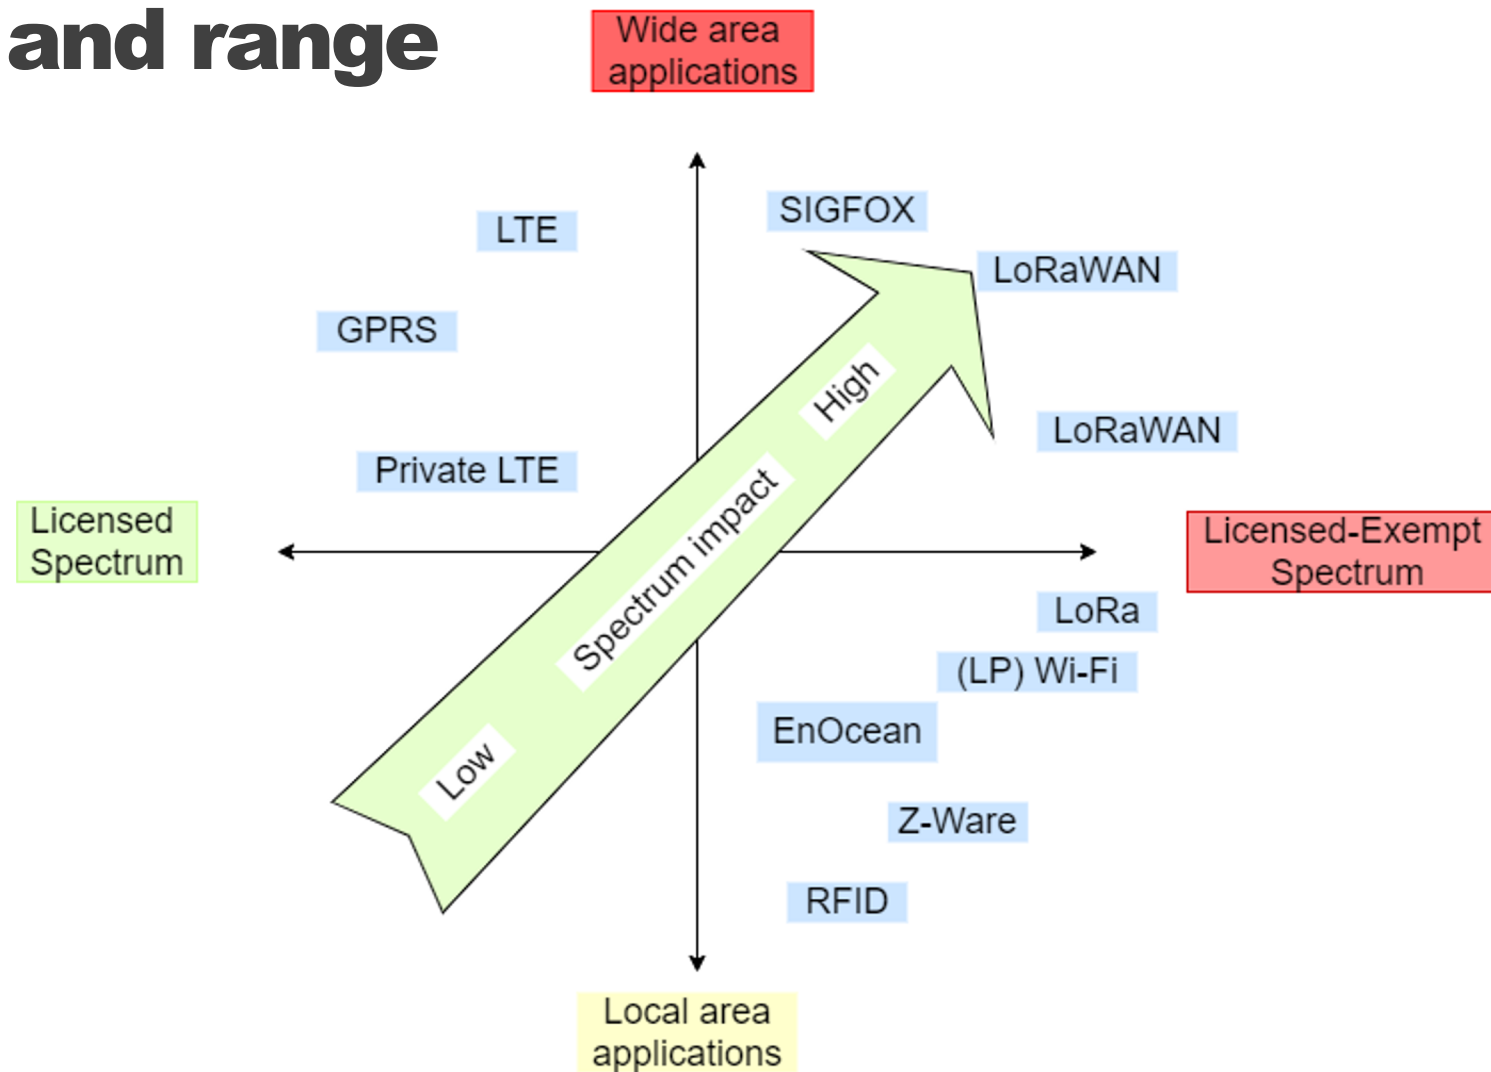 and range
Wide area
applications
SIGFOX
LTE
LoRaWAN
GPRS
High
LoRaWAN
Private LTE
Spectrum impact
Licensed
Spectrum
Licensed-Exempt
Spectrum
LoRa
(LP) Wi-Fi
EnOcean
Low
Z-Ware
RFID
Local area
applications